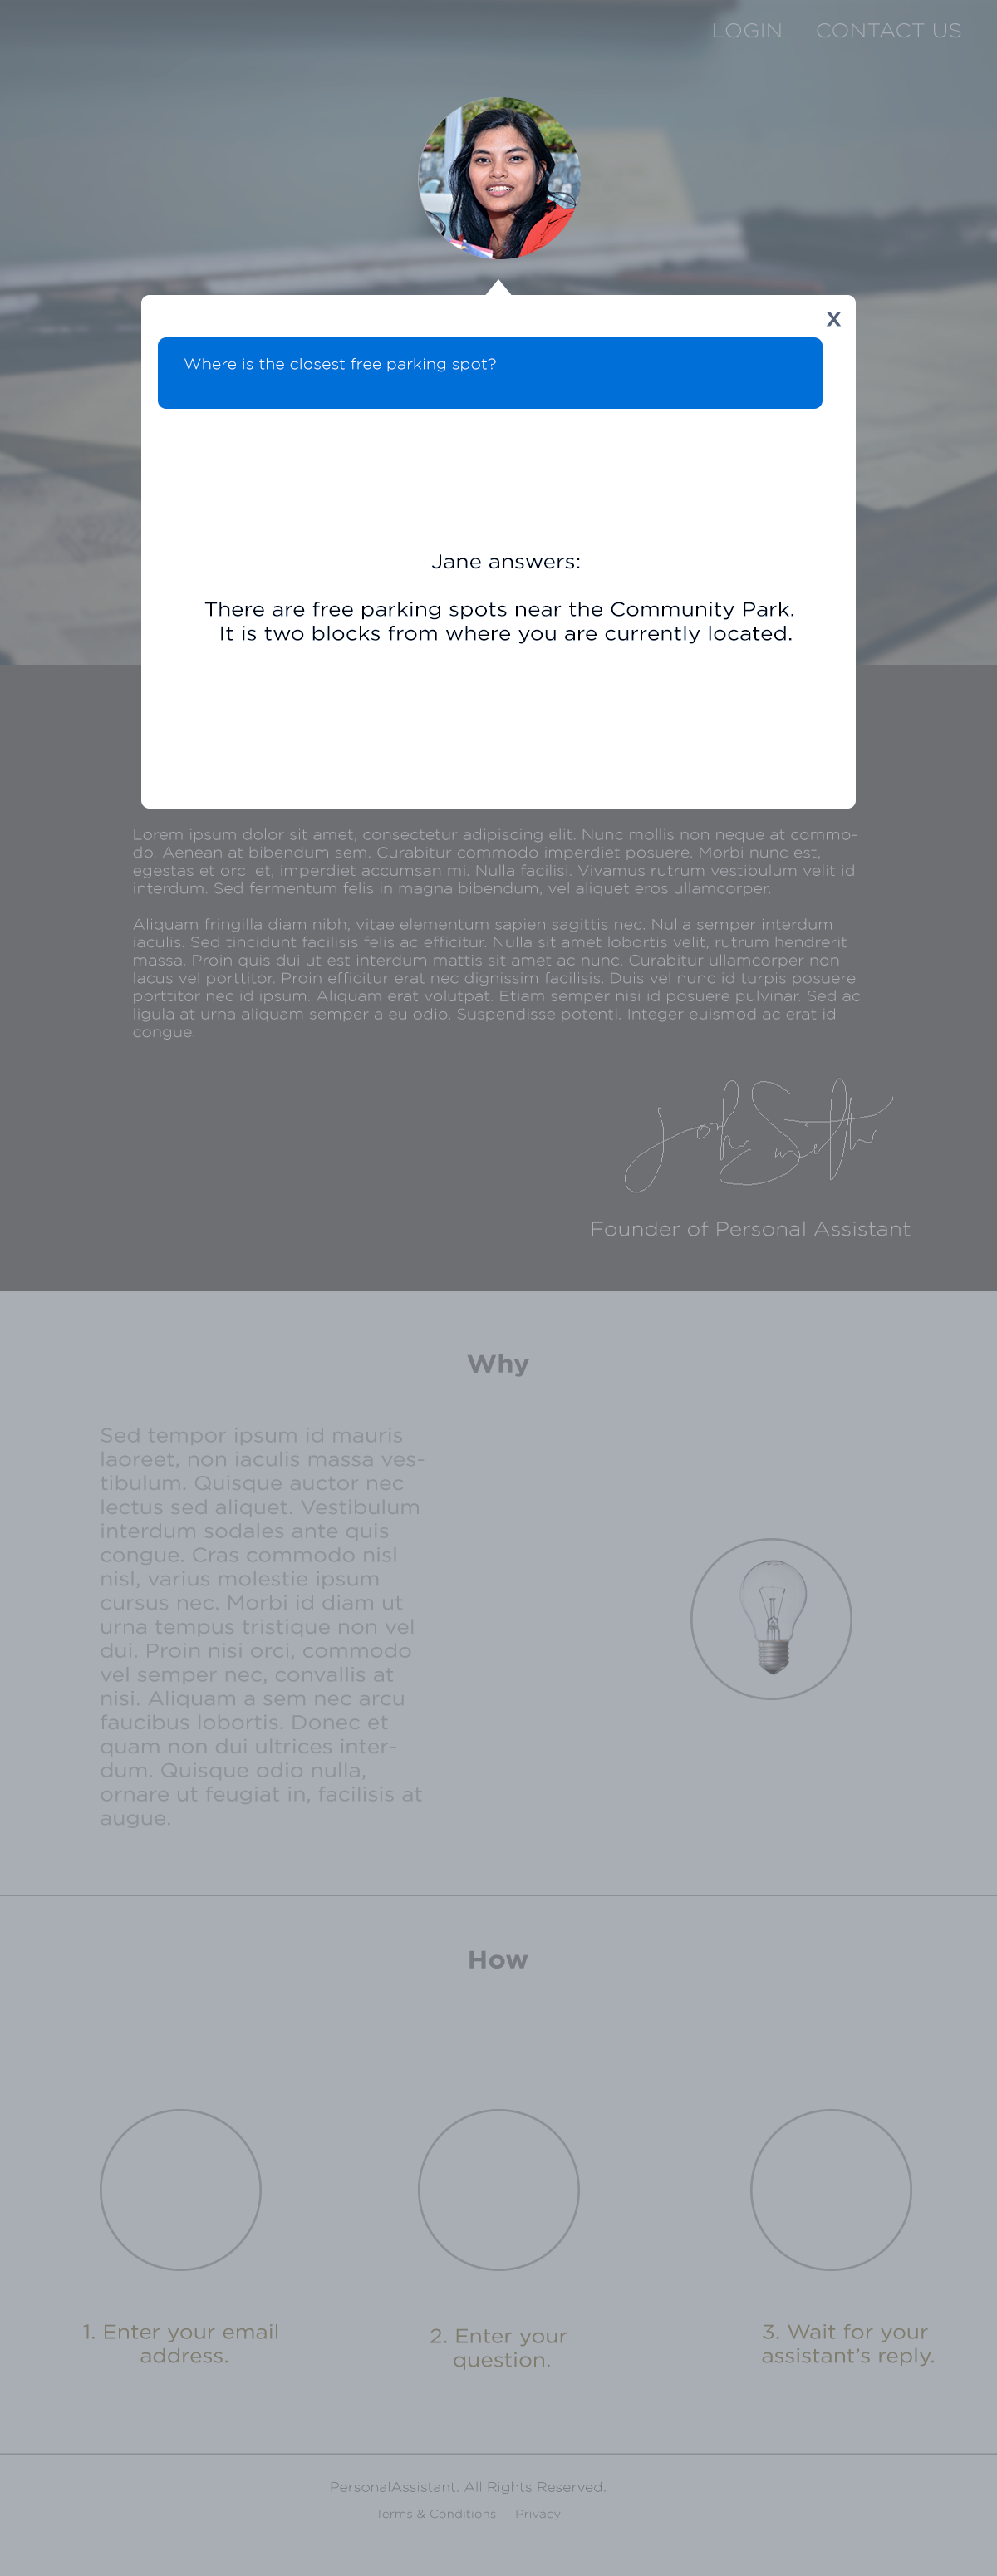 LOGIN CONTACT US
X
Where is the closest free parking spot?
Jane answers:
There are free parking spots near the Community Park.
It is two blocks from where you are currently located.
Lorem ipsum dolor sit amet, consectetur adipiscing elit. Nunc mollis non neque at commo-
do. Aenean at bibendum sem. Curabitur commodo imperdiet posuere. Morbi nunc est,
egestas et orci et, imperdiet accumsan mi. Nulla facilisi. Vivamus rutrum vestibulum velit id
interdum. Sed fermentum felis in magna bibendum, vel aliquet eros ullamcorper.
Aliquam fringilla diam nibh, vitae elementum sapien sagittis nec. Nulla semper interdum
iaculis. Sed tincidunt facilisis felis ac efficitur. Nulla sit amet lobortis velit, rutrum hendrerit
massa. Proin quis dui ut est interdum mattis sit amet ac nunc. Curabitur ullamcorper non
lacus vel porttitor. Proin efficitur erat nec dignissim facilisis. Duis vel nunc id turpis posuere
porttitor nec id ipsum. Aliquam erat volutpat. Etiam semper nisi id posuere pulvinar. Sed ac
ligula at urna aliquam semper a eu odio. Suspendisse potenti. Integer euismod ac erat id
congue.
John Smith
Founder of Personal Assistant
Why
Sed tempor ipsum id mauris
laoreet, non iaculis massa ves-
tibulum. Quisque auctor nec
lectus sed aliquet. Vestibulum
interdum sodales ante quis
congue. Cras commodo nisl
nisl, varius molestie ipsum
cursus nec. Morbi id diam ut
urna tempus tristique non vel
dui. Proin nisi orci, commodo
vel semper nec, convallis at
nisi. Aliquam a sem nec arcu
faucibus lobortis. Donec et
quam non dui ultrices inter-
dum. Quisque odio nulla,
ornare ut feugiat in, facilisis at
augue.
How
1. Enter your email
address.
2. Enter your
question.
3. Wait for your
assistant's reply.
PersonalAssistant. All Rights Reserved.
Terms & Conditions Privacy